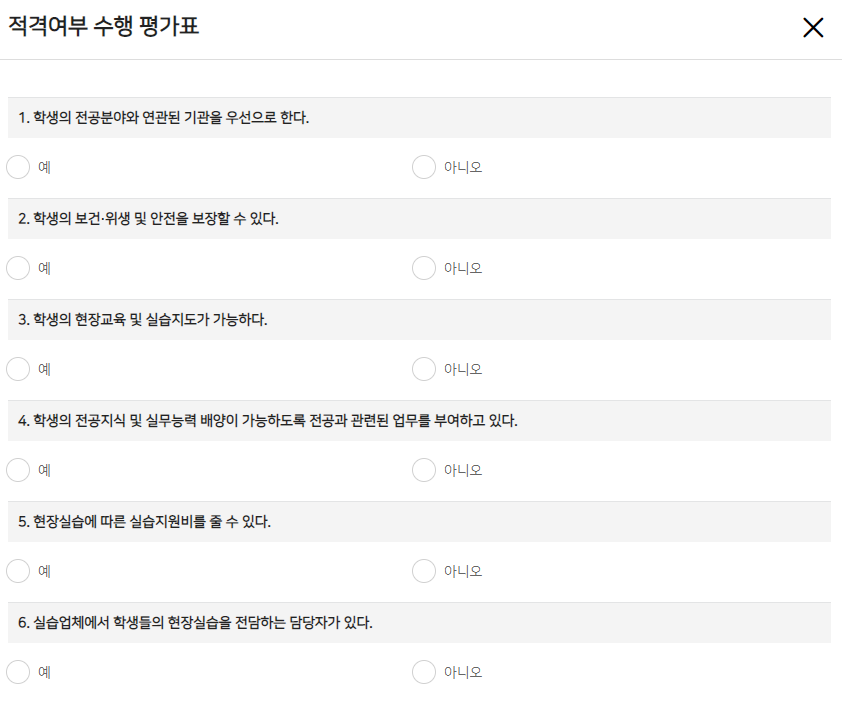 적격여부 수행 평가표
1. 학생의 전공분야와 연관된 기관을 우선으로 한다.
예 아니오
2. 학생의 보건·위생 및 안전을 보장할 수 있다.
예 아니오
3. 학생의 현장교육 및 실습지도가 가능하다.
예 아니오
4. 학생의 전공지식 및 실무능력 배양이 가능하도록 전공과 관련된 업무를 부여하고 있다.
예 아니오
5. 현장실습에 따른 실습지원비를 줄 수 있다.
예 아니오
6. 실습업체에서 학생들의 현장실습을 전담하는 담당자가 있다.
예 아니오